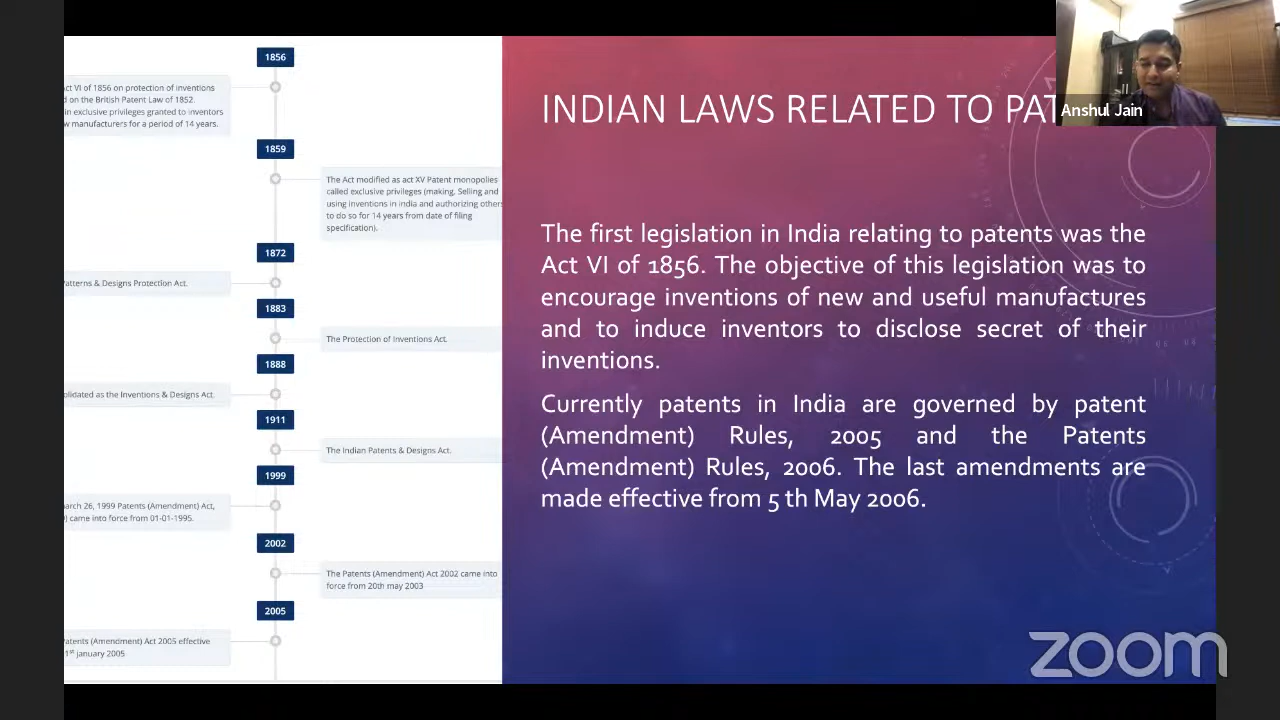 1856
act VI of 1856 on protection of inventions
on the British Patent Law of 1852.
in exclusive privileges granted to inventors
manufacturers for a period of 14 years.
1859
The Act modified as act XV Patent monopolies
called exclusive privileges (making. Selling and
using inventions in india and authorizing others
to do so for 14 years from date of filing
specification).
1872
Patterns & Designs Protection Act.
1883
The Protection of Inventions Act.
1888
as the Inventions & Designs Act.
1911
The Indian Patents & Designs Act.
1999
26, 1999 Patents (Amendment) Act,
came into force from 01-01-1995.
2002
The Patents (Amendment) Act 2002 came into
force from 20th may 2003
2005
Patents (Amendment) Act 2005 effective
1st january 2005
INDIAN LAWS RELATED TO PAT
The first legislation in India relating to patents was the
Act VI of 1856. The objective of this legislation was to
encourage inventions of new and useful manufactures
and to induce inventors to disclose secret of their
inventions.
Currently patents in India are governed by patent
(Amendment) Rules, 2005 and the Patents
(Amendment) Rules, 2006. The last amendments are
made effective from 5 th May 2006.
Anshul Jain
zoom